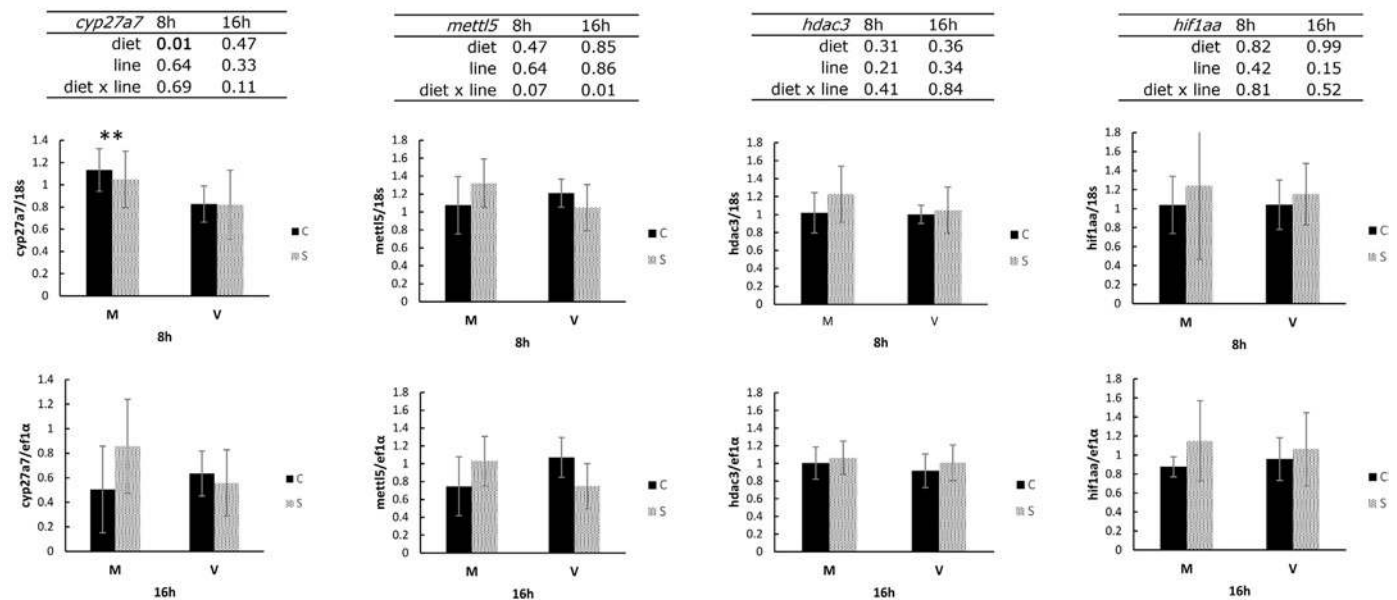 cyp27a7 8h 16h
diet 0.01 0.47
line 0.64 0.33
diet x line 0.69 0.11
mettl5 8h 16h
diet 0.47 0.85
line 0.64 0.86
diet x line 0.07 0.01
hdac3 8h 16h
diet 0.31 0.36
line 0.21 0.34
diet x line 0.41 0.84
hif1aa 8h 16h
diet 0.82 0.99
line 0.42 0.15
diet x line 0.81 0.52
cyp27a7/18s
1.4
1.2
1
0.8
0.6
0.4
0.2
0
**
M V
8h
C
S
mettl5/18s
1.8
1.6
1.4
1.2
1
0.8
0.6
0.4
0.2
0
M V
8h
C
S
hdac3/18s
1.8
1.6
1.4
1.2
1
0.8
0.6
0.4
0.2
0
M V
8h
C
S
hif1aa/18s
1.8
1.6
1.4
1.2
1
0.8
0.6
0.4
0.2
0
M V
8h
C
S
cyp27a7/ef1α
1.4
1.2
1
0.8
0.6
0.4
0.2
0
M V
16h
C
S
mettl5/ef1α
1.8
1.6
1.4
1.2
1
0.8
0.6
0.4
0.2
0
M V
16h
C
S
hdac3/ef1α
1.8
1.6
1.4
1.2
1
0.8
0.6
0.4
0.2
0
M V
16h
C
S
hif1aa/ef1α
1.8
1.6
1.4
1.2
1
0.8
0.6
0.4
0.2
0
M V
16h
C
S